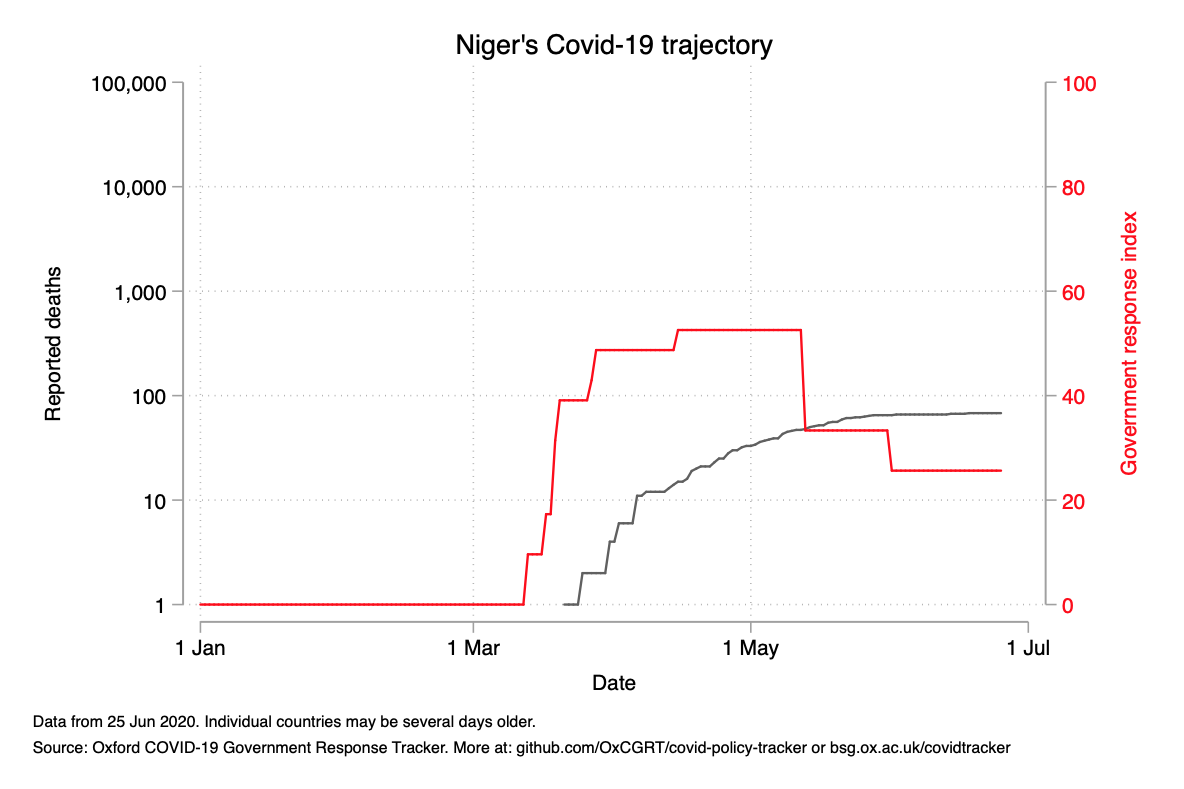 Niger's Covid-19 trajectory
100,000
10,000
1,000
100
10
1
Reported deaths
100
80
60
40
20
0
Government response index
1 Jan
1 Mar
1 May
1 Jul
Date
Data from 25 Jun 2020. Individual countries may be several days older.
Source: Oxford COVID-19 Government Response Tracker. More at: github.com/OxCGRT/covid-policy-tracker or bsg.ox.ac.uk/covidtracker